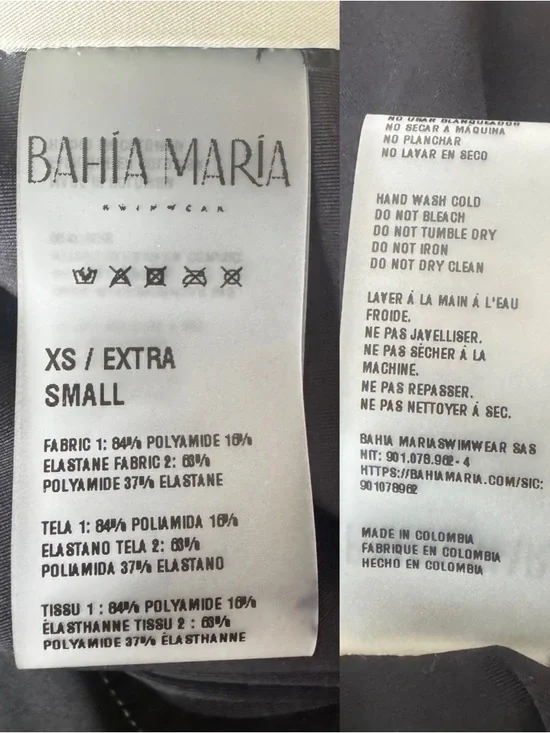 BAHÍA MARÍA
SWIMWEAR
XS / EXTRA
SMALL
FABRIC 1: 84% POLYAMIDE 16%
ELASTANE FABRIC 2: 63%
POLYAMIDE 37% ELASTANE
TELA 1: 84% POLIAMIDA 16%
ELASTANO TELA 2: 63%
POLIAMIDA 37% ELASTANO
TISSU 1 : 84% POLYAMIDE 16%
ÉLASTHANNE TISSU 2 : 63%
POLYAMIDE 37% ÉLASTHANNE
NO USAR BLANQUEADOR
NO SECAR A MÁQUINA
NO PLANCHAR
NO LAVAR EN SECO
HAND WASH COLD
DO NOT BLEACH
DO NOT TUMBLE DRY
DO NOT IRON
DO NOT DRY CLEAN
LAVER Á LA MAIN Á L'EAU
FROIDE.
NE PAS JAVELLISER.
NE PAS SÉCHER Á LA
MACHINE.
NE PAS REPASSER.
NE PAS NETTOYER Á SEC.
BAHIA MARIASWIMWEAR SAS
NIT: 901.078.962- 4
HTTPS://BAHIAMARIA.COM/SIC:
901078962
MADE IN COLOMBIA
FABRIQUE EN COLOMBIA
HECHO EN COLOMBIA